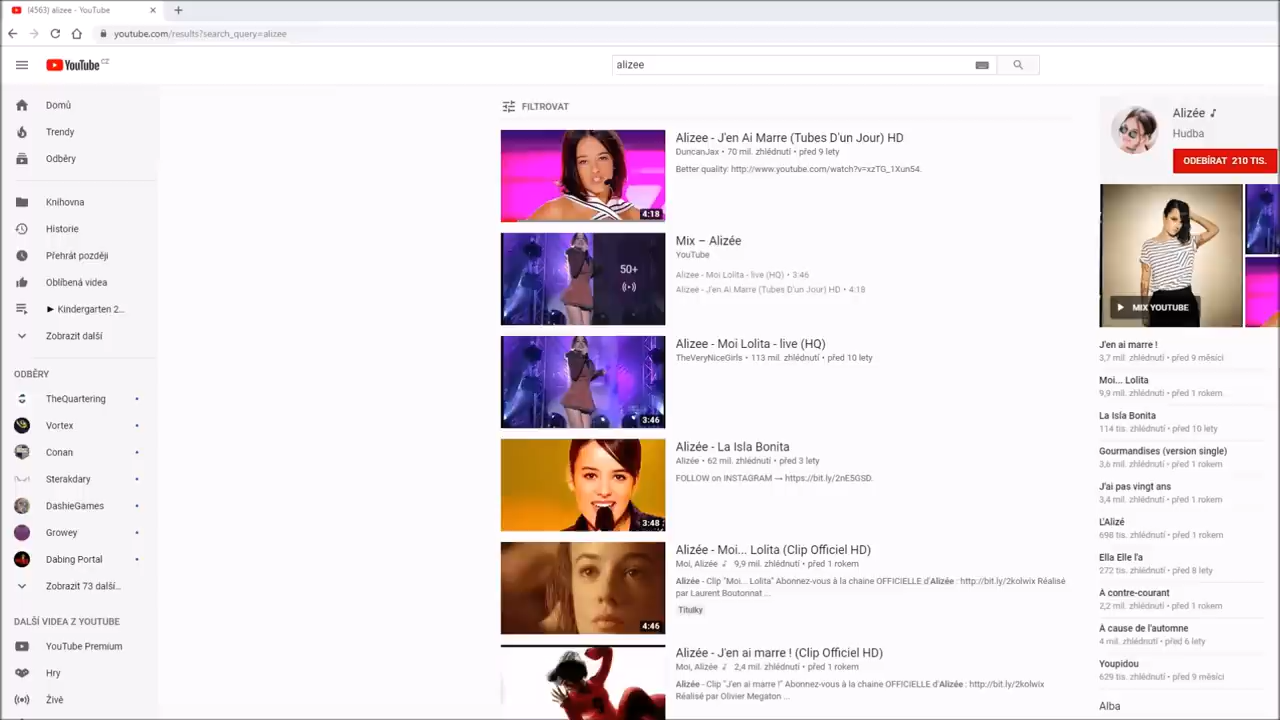 (4563) alizee - YouTube
youtube.com/results?search_query=alizee
YouTube CZ
alizee
Domů
Trendy
Odběry
Knihovna
Historie
Přehrát později
Oblíbená videa
► Kindergarten 2...
Zobrazit další
ODBĚRY
TheQuartering
Vortex
Conan
Sterakdary
DashieGames
Growey
Dabing Portal
Zobrazit 73 další...
DALŠÍ VIDEA Z YOUTUBE
YouTube Premium
Hry
Živě
FILTROVAT
4:18
Alizee - J'en Ai Marre (Tubes D'un Jour) HD
DuncanJax • 70 mil. zhlédnutí • před 9 lety
Better quality: http://www.youtube.com/watch?v=xzTG_1Xun54.
50+
Mix – Alizée
YouTube
Alizee - Moi Lolita - live (HQ) • 3:46
Alizee - J'en Ai Marre (Tubes D'un Jour) HD • 4:18
3:46
Alizee - Moi Lolita - live (HQ)
TheVeryNiceGirls • 113 mil. zhlédnutí • před 10 lety
3:48
Alizée - La Isla Bonita
Alizée • 62 mil. zhlédnutí • před 3 lety
FOLLOW on INSTAGRAM → https://bit.ly/2nE5GSD.
4:46
Alizée - Moi... Lolita (Clip Officiel HD)
Moi, Alizée ♪ 9,9 mil. zhlédnutí • před 1 rokem
Alizée - Clip "Moi... Lolita" Abonnez-vous à la chaine OFFICIELLE d'Alizée : http://bit.ly/2kolwix Réalisé
par Laurent Boutonnat ...
Titulky
Alizée - J'en ai marre ! (Clip Officiel HD)
Moi, Alizée ♪ 2,4 mil. zhlédnutí • před 1 rokem
Alizée - Clip "J'en ai marre !" Abonnez-vous à la chaine OFFICIELLE d'Alizée : http://bit.ly/2kolwix
Réalisé par Olivier Megaton ...
Alizée ♪
Hudba
ODEBÍRAT 210 TIS.
MIX YOUTUBE
J'en ai marre !
3,7 mil. zhlédnutí • před 9 měsíci
Moi... Lolita
9,9 mil. zhlédnutí • před 1 rokem
La Isla Bonita
114 tis. zhlédnutí • před 10 lety
Gourmandises (version single)
3,6 mil. zhlédnutí • před 1 rokem
J'ai pas vingt ans
3,4 mil. zhlédnutí • před 1 rokem
L'Alizé
698 tis. zhlédnutí • před 1 rokem
Ella Elle l'a
272 tis. zhlédnutí • před 8 lety
A contre-courant
2,2 mil. zhlédnutí • před 1 rokem
À cause de l'automne
4 mil. zhlédnutí • před 6 lety
Youpidou
629 tis. zhlédnutí • před 9 měsíci
Alba